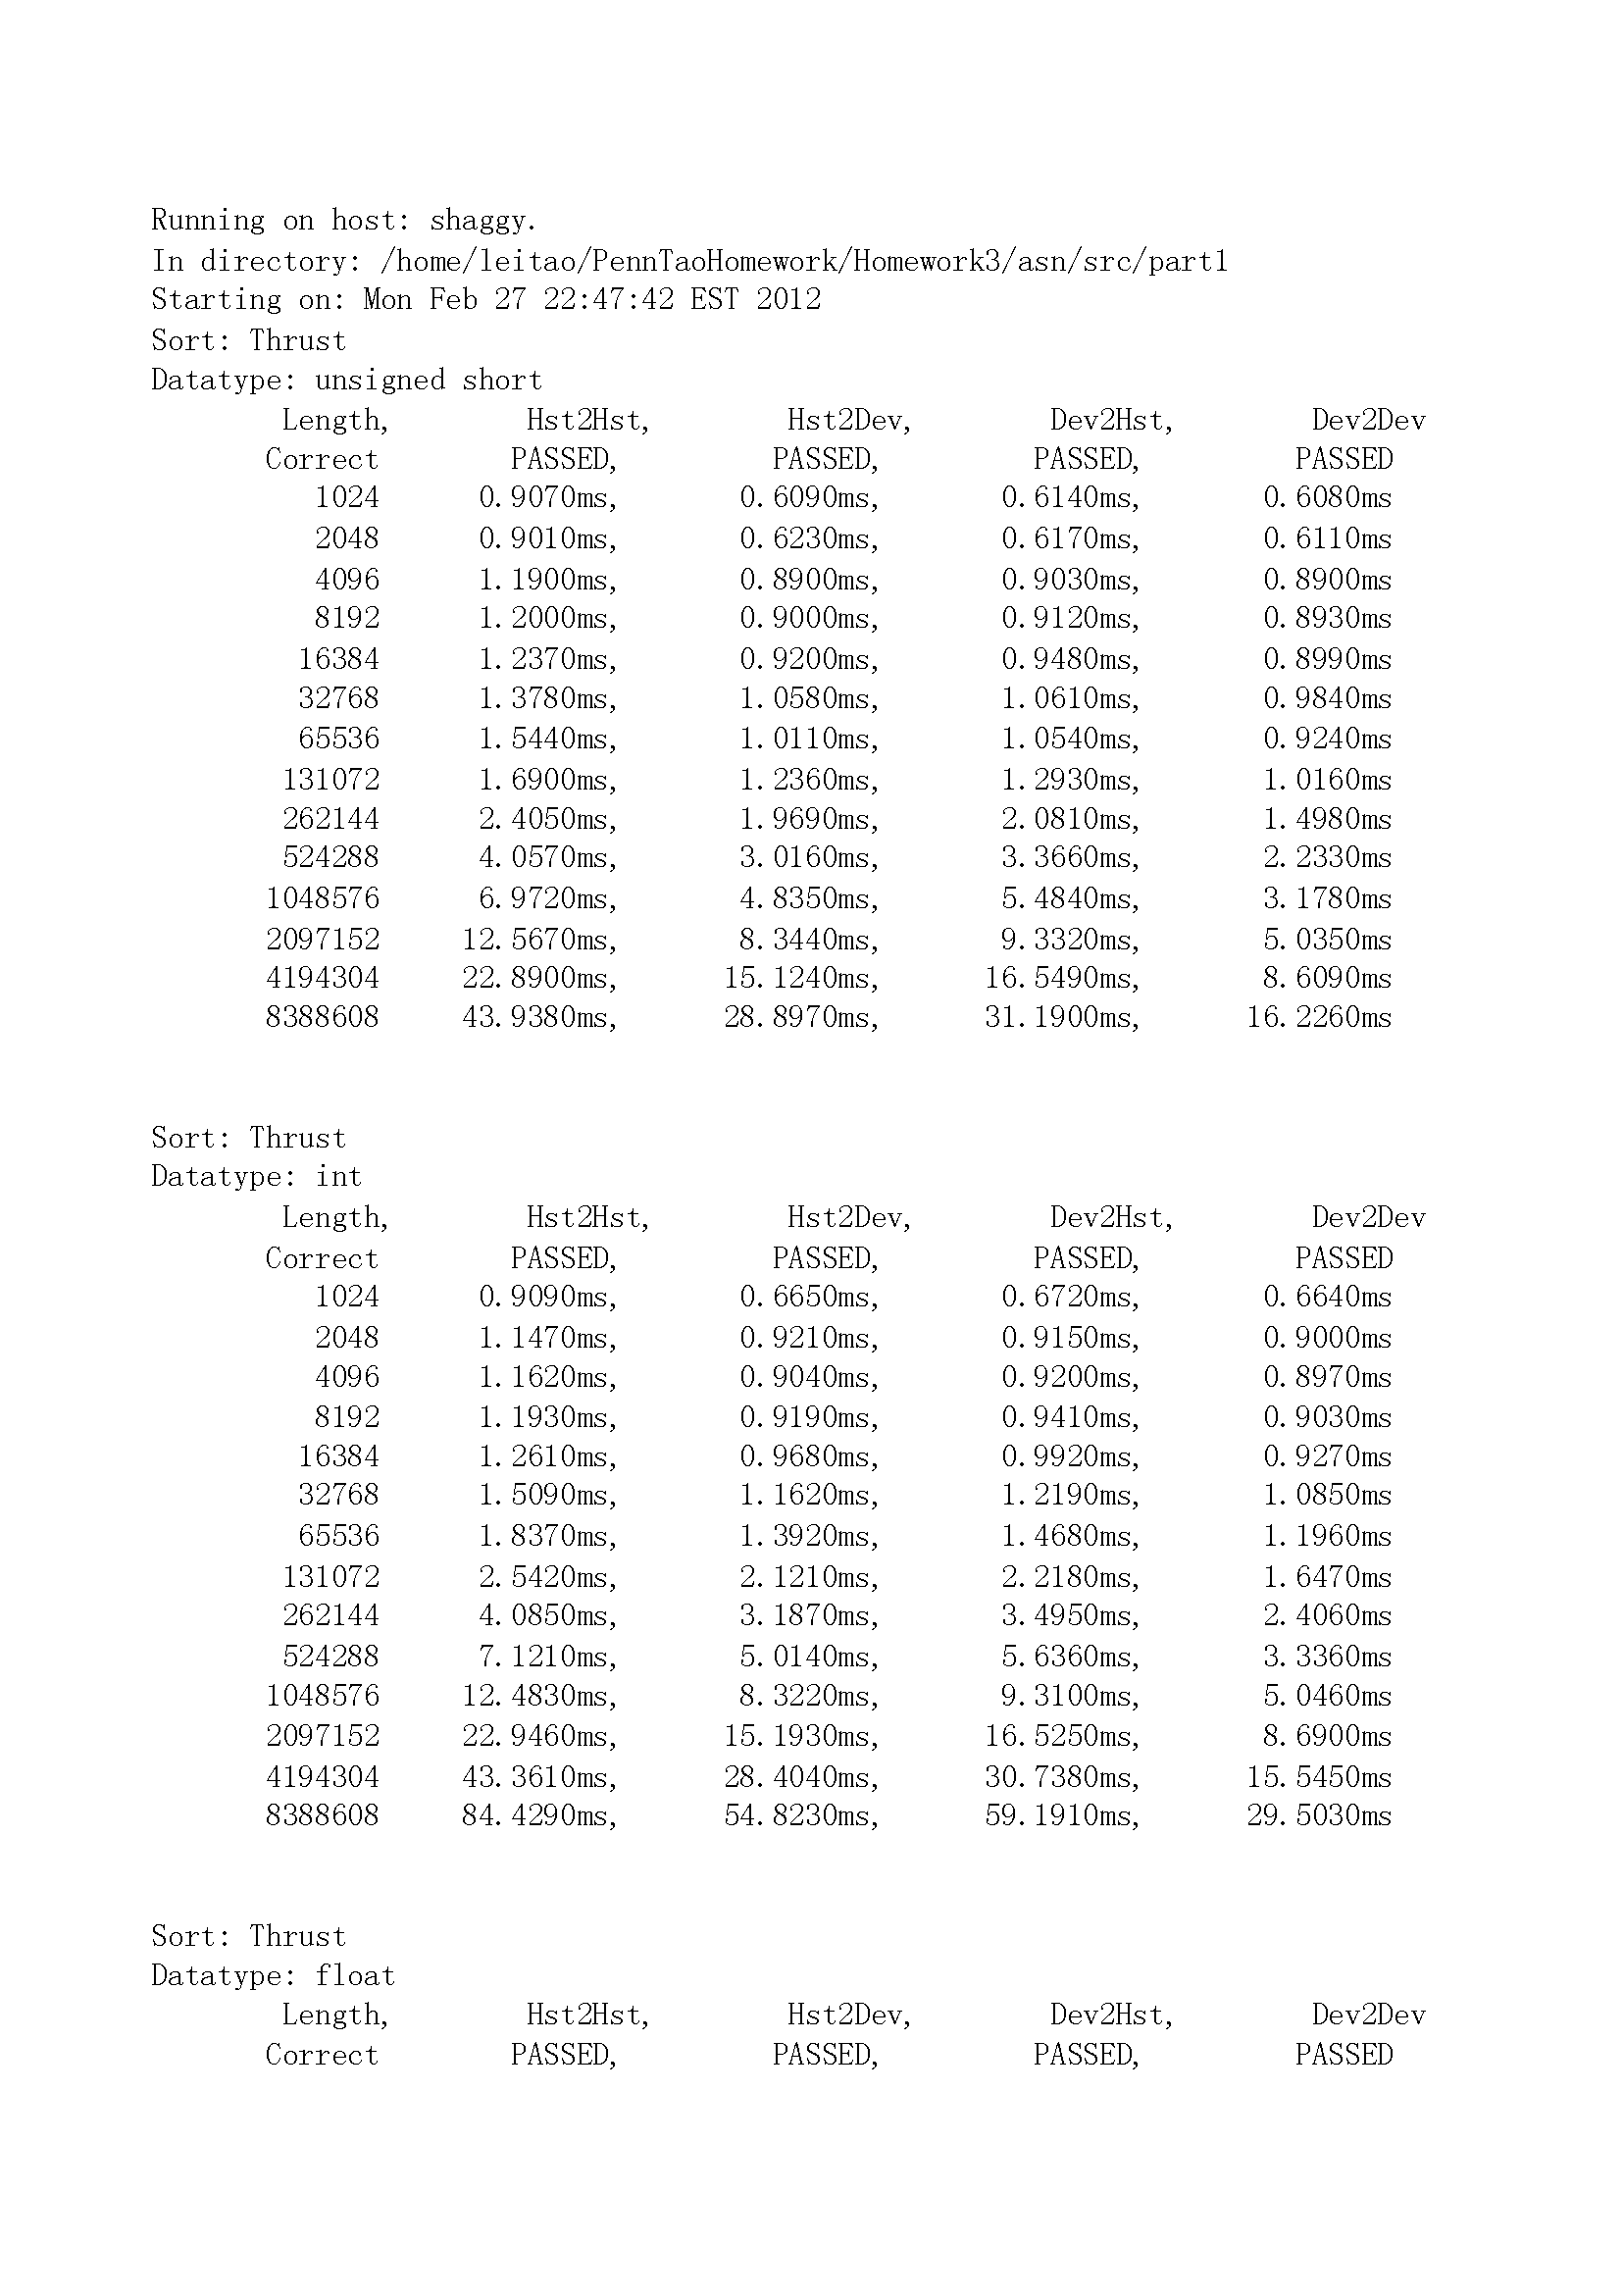 Running on host: shaggy.
In directory: /home/leitao/PennTaoHomework/Homework3/asn/src/part1
Starting on: Mon Feb 27 22:47:42 EST 2012
Sort: Thrust
Datatype: unsigned short
Length, Hst2Hst, Hst2Dev, Dev2Hst, Dev2Dev
Correct PASSED, PASSED, PASSED, PASSED
1024 0.9070ms, 0.6090ms, 0.6140ms, 0.6080ms
2048 0.9010ms, 0.6230ms, 0.6170ms, 0.6110ms
4096 1.1900ms, 0.8900ms, 0.9030ms, 0.8900ms
8192 1.2000ms, 0.9000ms, 0.9120ms, 0.8930ms
16384 1.2370ms, 0.9200ms, 0.9480ms, 0.8990ms
32768 1.3780ms, 1.0580ms, 1.0610ms, 0.9840ms
65536 1.5440ms, 1.0110ms, 1.0540ms, 0.9240ms
131072 1.6900ms, 1.2360ms, 1.2930ms, 1.0160ms
262144 2.4050ms, 1.9690ms, 2.0810ms, 1.4980ms
524288 4.0570ms, 3.0160ms, 3.3660ms, 2.2330ms
1048576 6.9720ms, 4.8350ms, 5.4840ms, 3.1780ms
2097152 12.5670ms, 8.3440ms, 9.3320ms, 5.0350ms
4194304 22.8900ms, 15.1240ms, 16.5490ms, 8.6090ms
8388608 43.9380ms, 28.8970ms, 31.1900ms, 16.2260ms
Sort: Thrust
Datatype: int
Length, Hst2Hst, Hst2Dev, Dev2Hst, Dev2Dev
Correct PASSED, PASSED, PASSED, PASSED
1024 0.9090ms, 0.6650ms, 0.6720ms, 0.6640ms
2048 1.1470ms, 0.9210ms, 0.9150ms, 0.9000ms
4096 1.1620ms, 0.9040ms, 0.9200ms, 0.8970ms
8192 1.1930ms, 0.9190ms, 0.9410ms, 0.9030ms
16384 1.2610ms, 0.9680ms, 0.9920ms, 0.9270ms
32768 1.5090ms, 1.1620ms, 1.2190ms, 1.0850ms
65536 1.8370ms, 1.3920ms, 1.4680ms, 1.1960ms
131072 2.5420ms, 2.1210ms, 2.2180ms, 1.6470ms
262144 4.0850ms, 3.1870ms, 3.4950ms, 2.4060ms
524288 7.1210ms, 5.0140ms, 5.6360ms, 3.3360ms
1048576 12.4830ms, 8.3220ms, 9.3100ms, 5.0460ms
2097152 22.9460ms, 15.1930ms, 16.5250ms, 8.6900ms
4194304 43.3610ms, 28.4040ms, 30.7380ms, 15.5450ms
8388608 84.4290ms, 54.8230ms, 59.1910ms, 29.5030ms
Sort: Thrust
Datatype: float
Length, Hst2Hst, Hst2Dev, Dev2Hst, Dev2Dev
Correct PASSED, PASSED, PASSED, PASSED